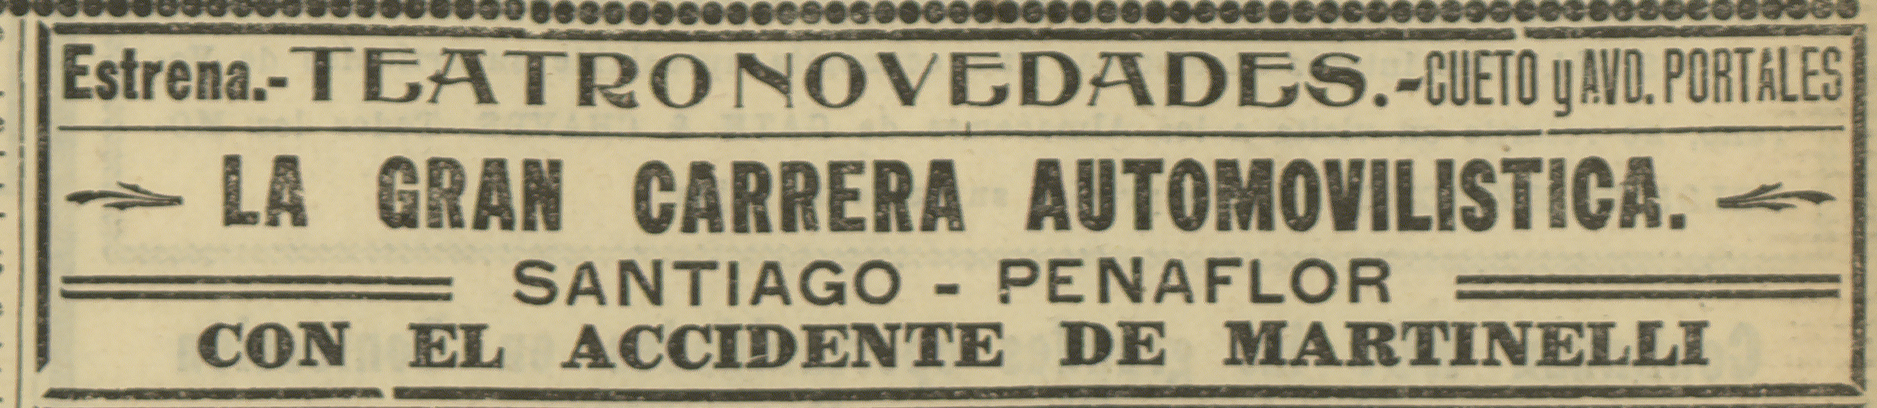 Estrena.-TEATRO NOVEDADES.-CUETO y AVD. PORTALES
LA GRAN CARRERA AUTOMOVILISTICA.
SANTIAGO - PENAFLOR
CON EL ACCIDENTE DE MARTINELLI